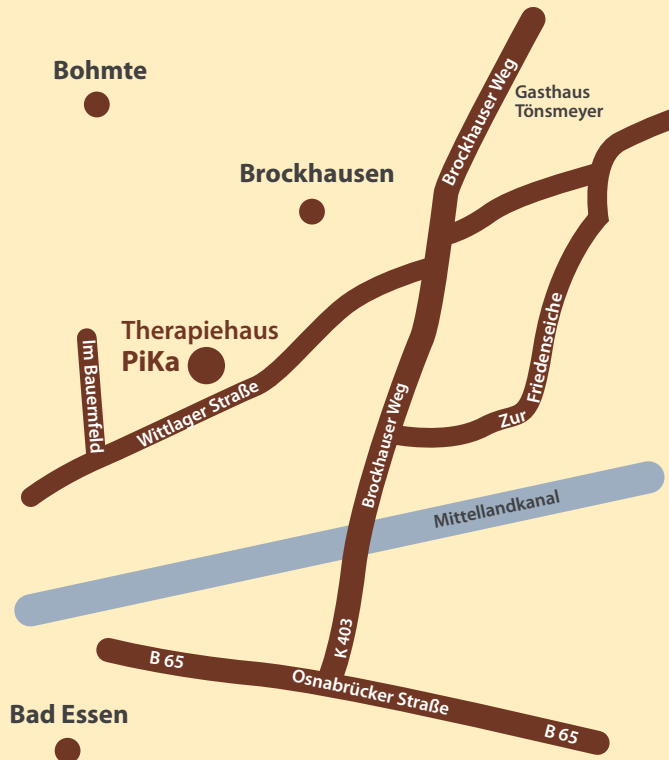 Bohmte
Brockhauser Weg
Gasthaus
Tönsmeyer
Brockhausen
Therapiehaus
PiKa
Im Bauernfeld
Wittlager Straße
Friedenseiche
Zur
Brockhauser Weg
Mittellandkanal
K 403
B 65
Osnabrücker Straße
B 65
Bad Essen